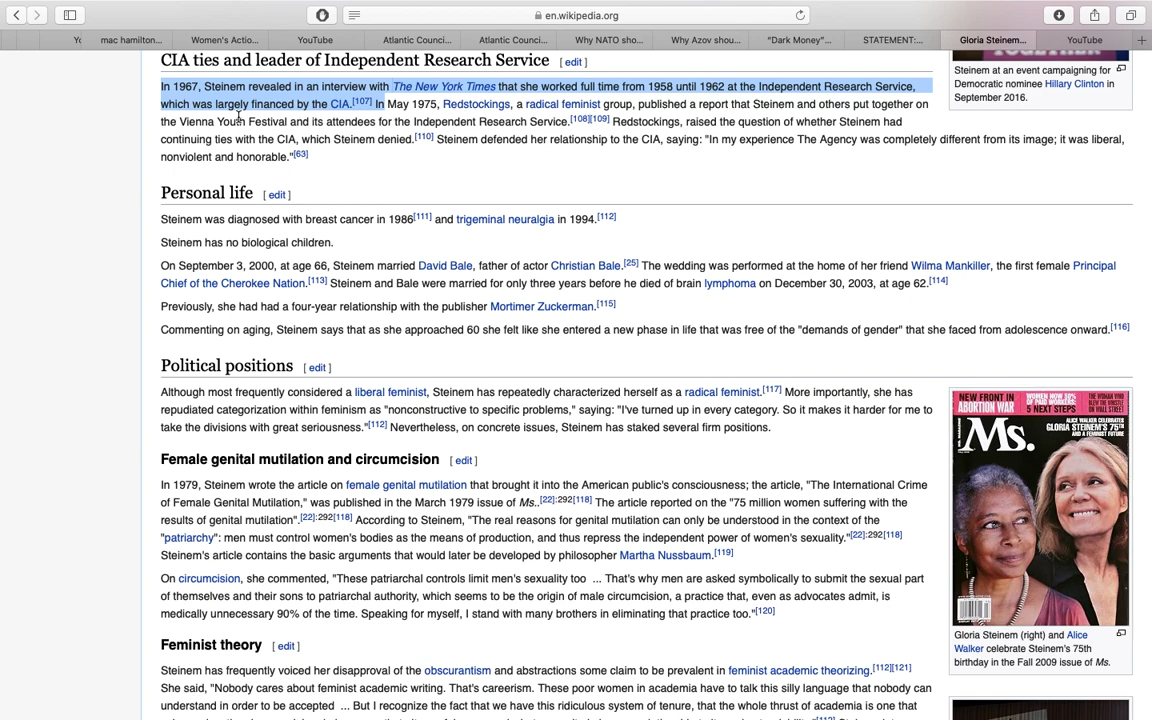 en.wikipedia.org
Yc
mac hamilton...
Women's Actio...
YouTube
Atlantic Counci...
Atlantic Counci...
Why NATO sho...
Why Azov shou...
"Dark Money"...
STATEMENT:...
Gloria Steinem...
YouTube
CIA ties and leader of Independent Research Service [ edit ]
In 1967, Steinem revealed in an interview with The New York Times that she worked full time from 1958 until 1962 at the Independent Research Service,
which was largely financed by the CIA.[107] In May 1975, Redstockings, a radical feminist group, published a report that Steinem and others put together on
the Vienna Youth Festival and its attendees for the Independent Research Service.[108][109] Redstockings, raised the question of whether Steinem had
continuing ties with the CIA, which Steinem denied.[110] Steinem defended her relationship to the CIA, saying: "In my experience The Agency was completely different from its image; it was liberal,
nonviolent and honorable."[63]
Steinem at an event campaigning for
Democratic nominee Hillary Clinton in
September 2016.
Personal life [ edit ]
Steinem was diagnosed with breast cancer in 1986[111] and trigeminal neuralgia in 1994.[112]
Steinem has no biological children.
On September 3, 2000, at age 66, Steinem married David Bale, father of actor Christian Bale.[25] The wedding was performed at the home of her friend Wilma Mankiller, the first female Principal
Chief of the Cherokee Nation.[113] Steinem and Bale were married for only three years before he died of brain lymphoma on December 30, 2003, at age 62.[114]
Previously, she had had a four-year relationship with the publisher Mortimer Zuckerman.[115]
Commenting on aging, Steinem says that as she approached 60 she felt like she entered a new phase in life that was free of the "demands of gender" that she faced from adolescence onward.[116]
Political positions [ edit ]
Although most frequently considered a liberal feminist, Steinem has repeatedly characterized herself as a radical feminist.[117] More importantly, she has
repudiated categorization within feminism as "nonconstructive to specific problems," saying: "I've turned up in every category. So it makes it harder for me to
take the divisions with great seriousness."[112] Nevertheless, on concrete issues, Steinem has staked several firm positions.
Female genital mutilation and circumcision [ edit ]
In 1979, Steinem wrote the article on female genital mutilation that brought it into the American public's consciousness; the article, "The International Crime
of Female Genital Mutilation," was published in the March 1979 issue of Ms..[22]:292[118] The article reported on the "75 million women suffering with the
results of genital mutilation".[22]:292[118] According to Steinem, "The real reasons for genital mutilation can only be understood in the context of the
"patriarchy": men must control women's bodies as the means of production, and thus repress the independent power of women's sexuality."[22]:292[118]
Steinem's article contains the basic arguments that would later be developed by philosopher Martha Nussbaum.[119]
On circumcision, she commented, "These patriarchal controls limit men's sexuality too ... That's why men are asked symbolically to submit the sexual part
of themselves and their sons to patriarchal authority, which seems to be the origin of male circumcision, a practice that, even as advocates admit, is
medically unnecessary 90% of the time. Speaking for myself, I stand with many brothers in eliminating that practice too."[120]
NEW FRONT IN
ABORTION WAR
5 NEXT STEPS
ALICE WALKER CELEBRATES
GLORIA STEINEM'S 75TH
AND A FEMINIST FUTURE
Ms.
Gloria Steinem (right) and Alice
Walker celebrate Steinem's 75th
birthday in the Fall 2009 issue of Ms.
Feminist theory [ edit ]
Steinem has frequently voiced her disapproval of the obscurantism and abstractions some claim to be prevalent in feminist academic theorizing.[112][121]
She said, "Nobody cares about feminist academic writing. That's careerism. These poor women in academia have to talk this silly language that nobody can
understand in order to be accepted ... But I recognize the fact that we have this ridiculous system of tenure, that the whole thrust of academia is one that